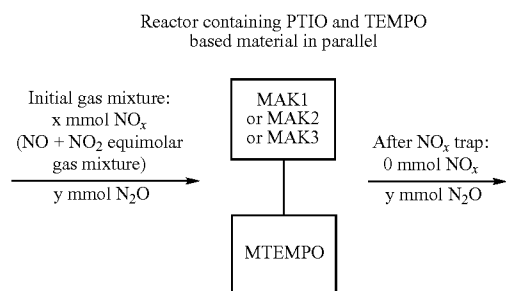 Reactor containing PTIO and TEMPO
based material in parallel
Initial gas mixture:
x mmol NOₓ
(NO + NO₂ equimolar
gas mixture)
y mmol N₂O
MAK1
or MAK2
or MAK3
MTEMPO
After NOₓ trap:
0 mmol NOₓ
y mmol N₂O